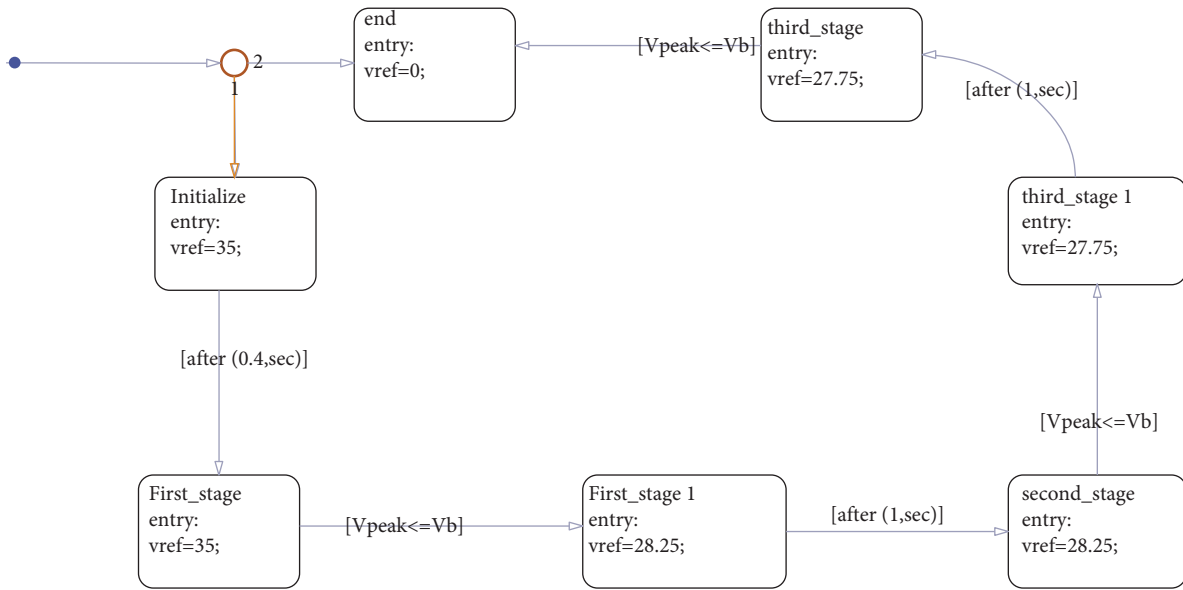 end
entry:
vref=0;
third_stage
entry:
vref=27.75;
[Vpeak<=Vb]
2
1
[after (1,sec)]
Initialize
entry:
vref=35;
third_stage 1
entry:
vref=27.75;
[after (0.4,sec)]
[Vpeak<=Vb]
First_stage
entry:
vref=35;
[Vpeak<=Vb]
First_stage 1
entry:
vref=28.25;
[after (1,sec)]
second_stage
entry:
vref=28.25;